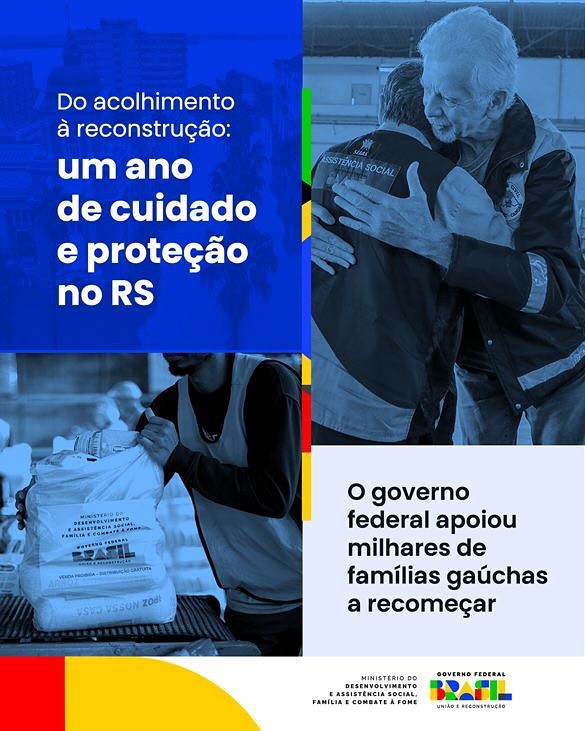 Do acolhimento
à reconstrução:
um ano
de cuidado
e proteção
no RS
ASSISTÊNCIA SOCIAL
MINISTÉRIO DO
DESENVOLVIMENTO
E ASSISTÊNCIA SOCIAL,
FAMÍLIA E COMBATE À FOME
GOVERNO FEDERAL
BRASIL
UNIÃO E RECONSTRUÇÃO
VENDA PROIBIDA - DISTRIBUIÇÃO GRATUITA
NOSSA CASA
O governo
federal apoiou
milhares de
famílias gaúchas
a recomeçar
MINISTÉRIO DO
DESENVOLVIMENTO
E ASSISTÊNCIA SOCIAL,
FAMÍLIA E COMBATE À FOME
GOVERNO FEDERAL
BRASIL
UNIÃO E RECONSTRUÇÃO